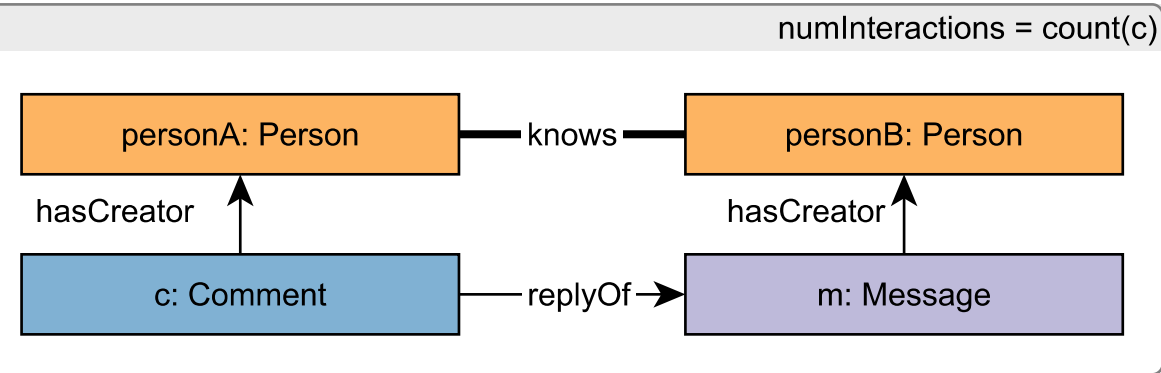 numInteractions = count(c)
personA: Person
knows
personB: Person
hasCreator
hasCreator
c: Comment
replyOf
m: Message